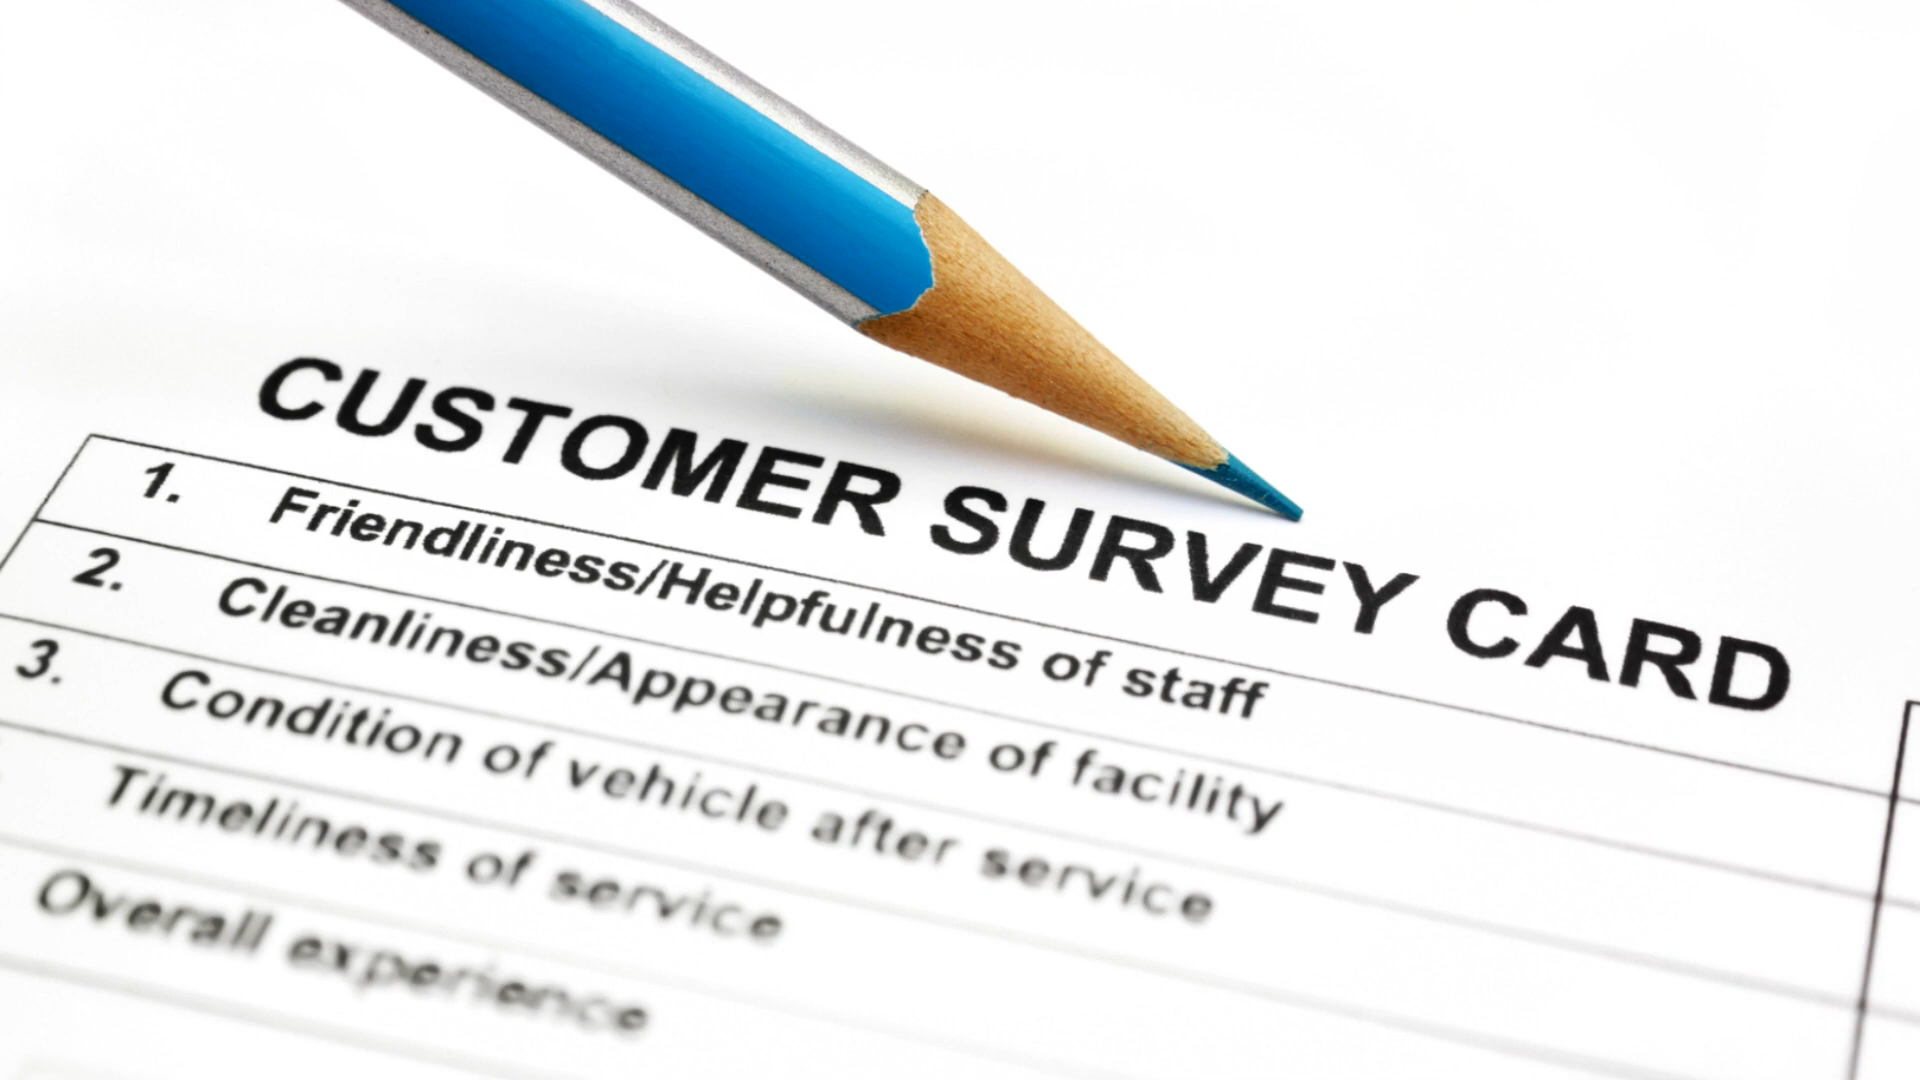 CUSTOMER SURVEY CARD
1. Friendliness/Helpfulness of staff
2. Cleanliness/Appearance of facility
3. Condition of vehicle after service
Timeliness of service
Overall experience